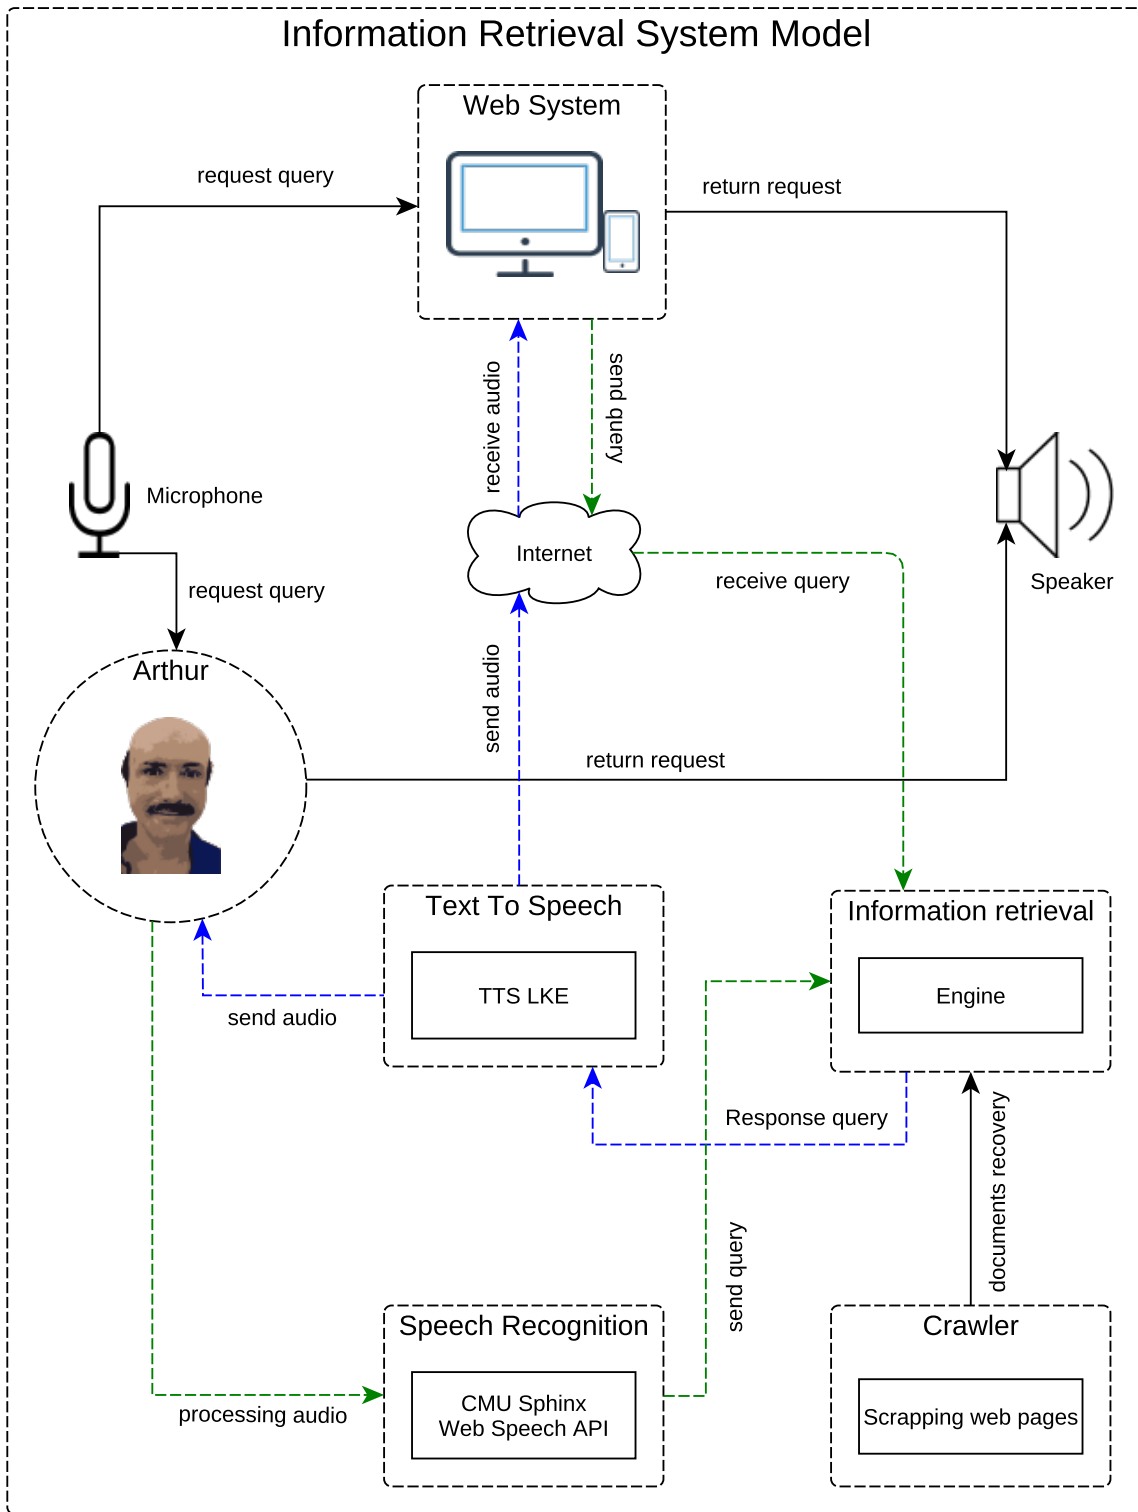 Information Retrieval System Model
Web System
request query
return request
receive audio
send query
Microphone
Internet
receive query
Speaker
request query
Arthur
send audio
return request
Text To Speech
TTS LKE
Information retrieval
Engine
send audio
Response query
documents recovery
send query
Speech Recognition
CMU Sphinx
Web Speech API
Crawler
Scrapping web pages
processing audio